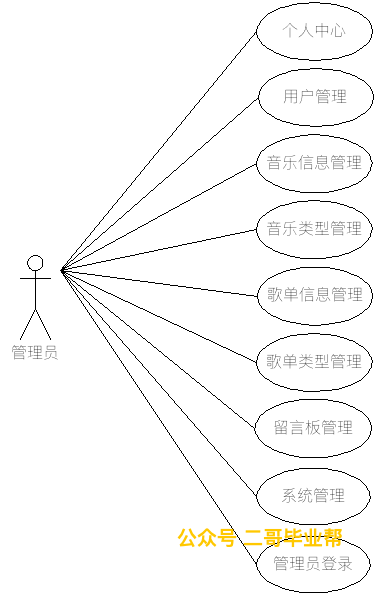 个人中心
用户管理
音乐信息管理
音乐类型管理
歌单信息管理
管理员
歌单类型管理
留言板管理
系统管理
公众号 二哥毕业帮
管理员登录